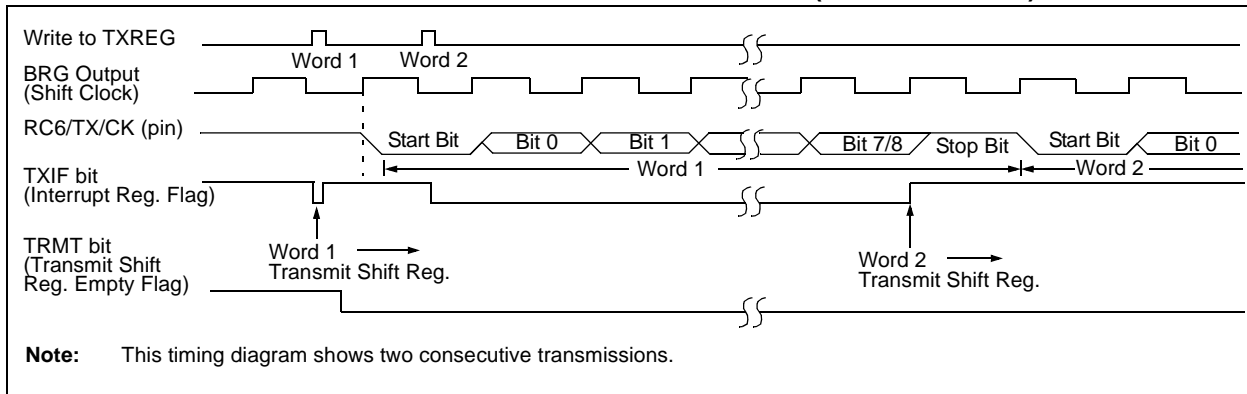 Write to TXREG
Word 1
Word 2
BRG Output
(Shift Clock)
RC6/TX/CK (pin)
Start Bit
Bit 0
Bit 1
Bit 7/8
Stop Bit
Start Bit
Bit 0
Word 1
Word 2
TXIF bit
(Interrupt Reg. Flag)
Word 1
Transmit Shift Reg.
Word 2
Transmit Shift Reg.
TRMT bit
(Transmit Shift
Reg. Empty Flag)
Note: This timing diagram shows two consecutive transmissions.